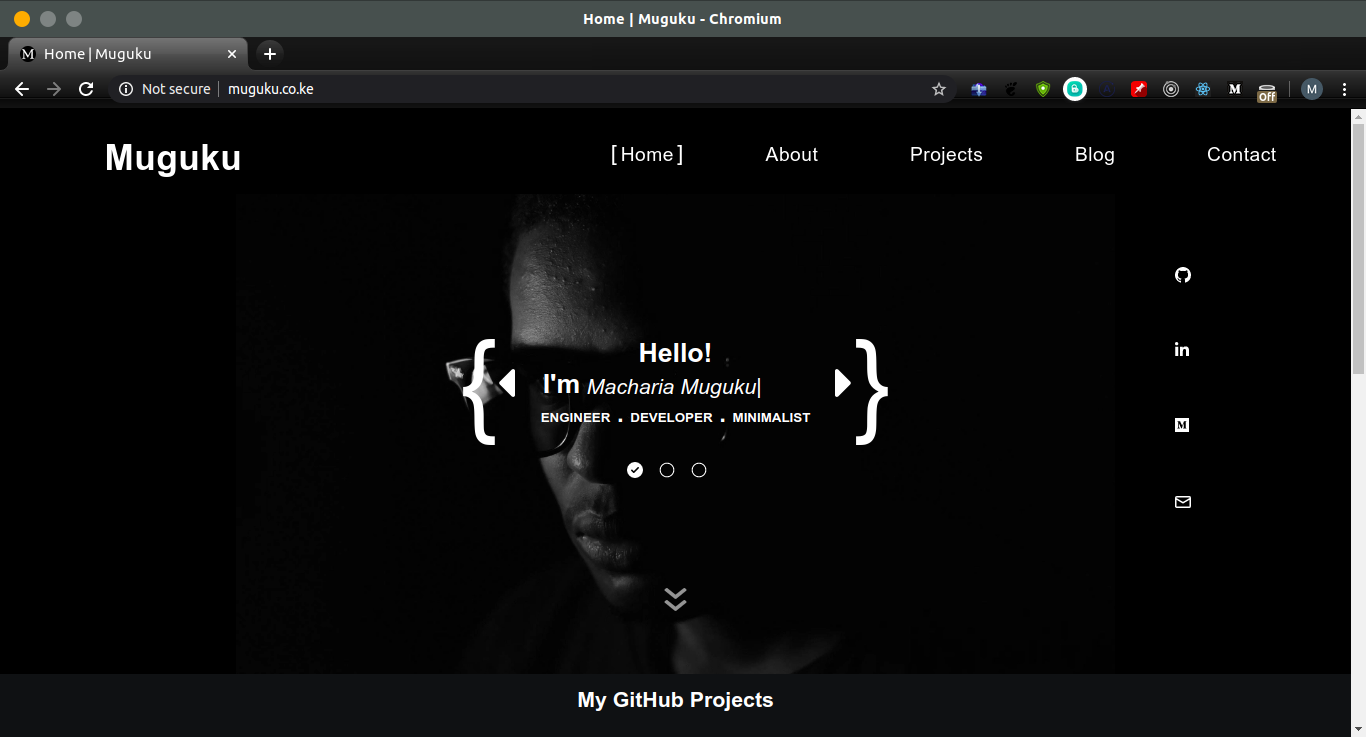 Home | Muguku - Chromium
M Home | Muguku
Not secure | muguku.co.ke
M
Off
M
Muguku
[ Home ] About Projects Blog Contact
{ Hello! }
I'm Macharia Muguku|
ENGINEER . DEVELOPER . MINIMALIST
in
M
My GitHub Projects